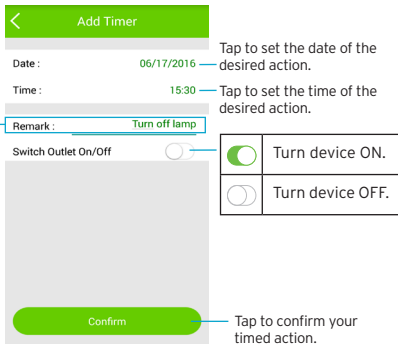 Add Timer
Date : 06/17/2016
Tap to set the date of the
desired action.
Time : 15:30
Tap to set the time of the
desired action.
Remark : Turn off lamp
Switch Outlet On/Off
Turn device ON.
Turn device OFF.
Confirm
Tap to confirm your
timed action.